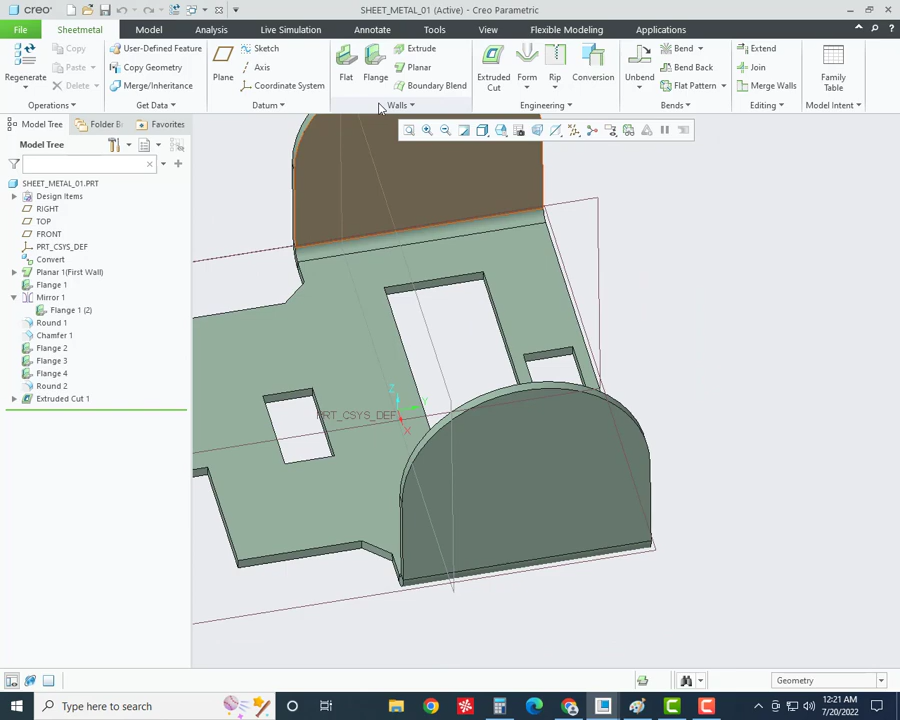 creo
SHEET_METAL_01 (Active) - Creo Parametric
File Sheetmetal Model Analysis Live Simulation Annotate Tools View Flexible Modeling Applications
Regenerate
Copy
Paste
Delete
User-Defined Feature
Copy Geometry
Merge/Inheritance
Plane
Sketch
Axis
Coordinate System
Flat
Flange
Extrude
Planar
Boundary Blend
Extruded Cut
Form
Rip
Conversion
Unbend
Bend
Bend Back
Flat Pattern
Extend
Join
Merge Walls
Family Table
Operations Get Data Datum Walls Engineering Bends Editing Model Intent
Model Tree Folder B Favorites
Model Tree
SHEET_METAL_01.PRT
Design Items
RIGHT
TOP
FRONT
PRT_CSYS_DEF
Convert
Planar 1(First Wall)
Flange 1
Mirror 1
Flange 1 (2)
Round 1
Chamfer 1
Flange 2
Flange 3
Flange 4
Round 2
Extruded Cut 1
Z
Y
PRT_CSYS_DEF
X
Geometry
Type here to search
12:21 AM
7/20/2022